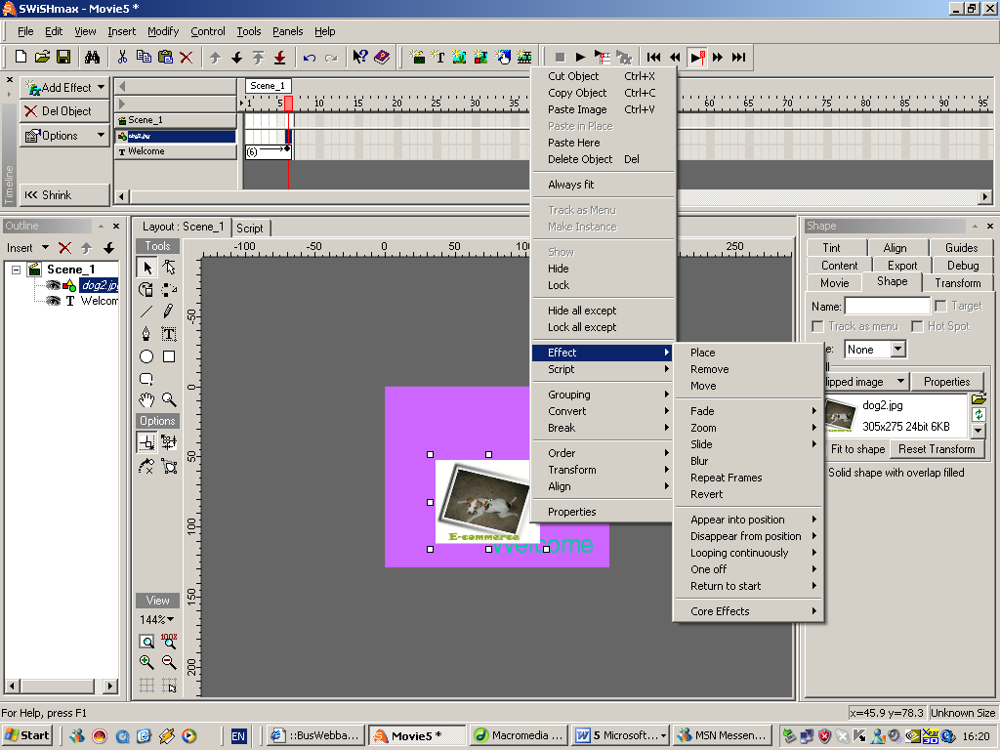 SWiSHmax - Movie5 *
File Edit View Insert Modify Control Tools Panels Help
Add Effect
Del Object
Options
Shrink
Timeline
Scene_1
1 5 10 15 20 25 30 35 40 45 60 65 70 75 80 85 90 95
Scene_1
dog2.jpg
Welcome
(6)
Outline
Insert
Scene_1
dog2.jp
Welcom
Layout : Scene_1 Script
Tools
-100 -50 0 50 100 250
-50
0
50
100
150
200
Options
View
144%
100%
E-commerce
Welcome
Cut Object Ctrl+X
Copy Object Ctrl+C
Paste Image Ctrl+V
Paste in Place
Paste Here
Delete Object Del
Always fit
Track as Menu
Make Instance
Show
Hide
Lock
Hide all except
Lock all except
Effect
Script
Grouping
Convert
Break
Order
Transform
Align
Properties
Place
Remove
Move
Fade
Zoom
Slide
Blur
Repeat Frames
Revert
Appear into position
Disappear from position
Looping continuously
One off
Return to start
Core Effects
Shape
Tint Align Guides
Content Export Debug
Movie Shape Transform
Name: Target
Track as menu Hot Spot
e: None
lipped image Properties
dog2.jpg
305x275 24bit 6KB
Fit to shape Reset Transform
Solid shape with overlap filled
For Help, press F1
x=45.9 y=78.3 Unknown Size
Start EN ::BusWebba... Movie5 * Macromedia ... 5 Microsoft... MSN Messen... 16:20